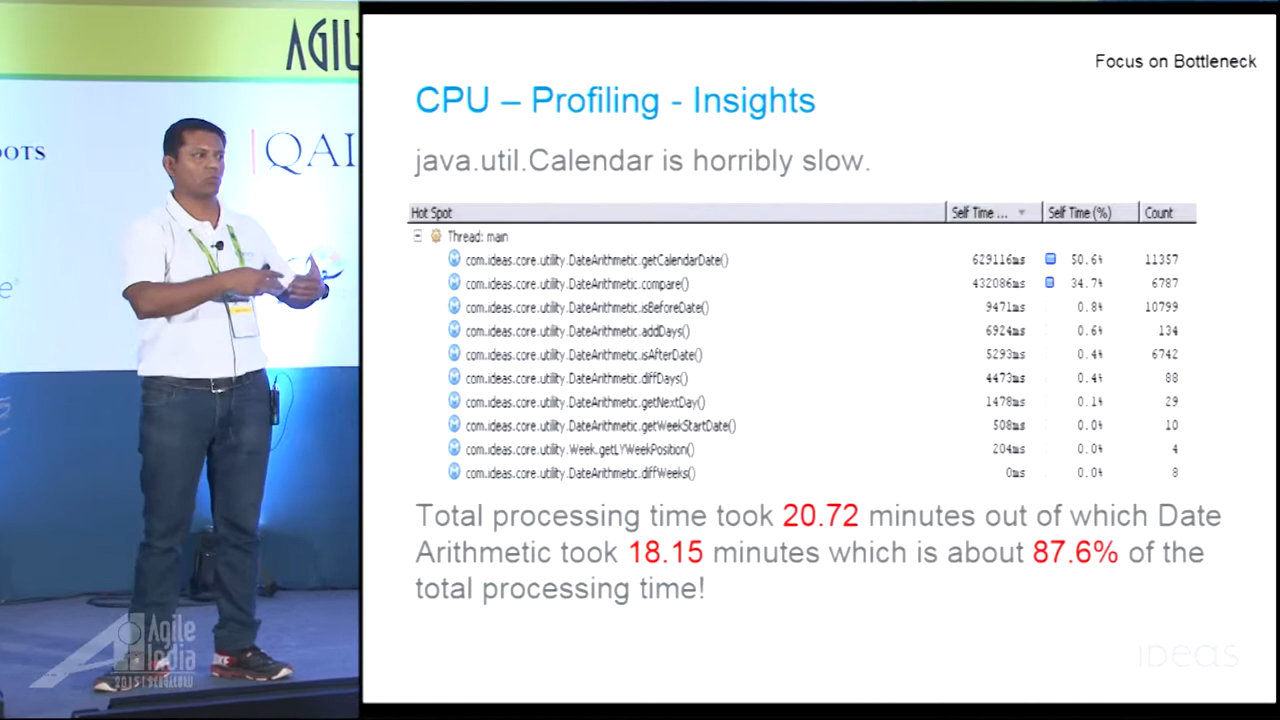 AGIL
OOTS
QAI
Focus on Bottleneck
CPU – Profiling - Insights
java.util.Calendar is horribly slow.
Hot Spot Self Time ... Self Time (%) Count
Thread: main
com.ideas.core.utility.DateArithmetic.getCalendarDate() 629116ms 50.6% 11357
com.ideas.core.utility.DateArithmetic.compare() 432086ms 34.7% 6787
com.ideas.core.utility.DateArithmetic.isBeforeDate() 9471ms 0.8% 10799
com.ideas.core.utility.DateArithmetic.addDays() 6924ms 0.6% 134
com.ideas.core.utility.DateArithmetic.isAfterDate() 5293ms 0.4% 6742
com.ideas.core.utility.DateArithmetic.diffDays() 4473ms 0.4% 88
com.ideas.core.utility.DateArithmetic.getNextDay() 1478ms 0.1% 29
com.ideas.core.utility.DateArithmetic.getWeekStartDate() 508ms 0.0% 10
com.ideas.core.utility.Week.getLYWeekPosition() 204ms 0.0% 4
com.ideas.core.utility.DateArithmetic.diffWeeks() 0ms 0.0% 8
Total processing time took 20.72 minutes out of which Date
Arithmetic took 18.15 minutes which is about 87.6% of the
total processing time!
ideas
Agile
India
2015 | BENGALURU